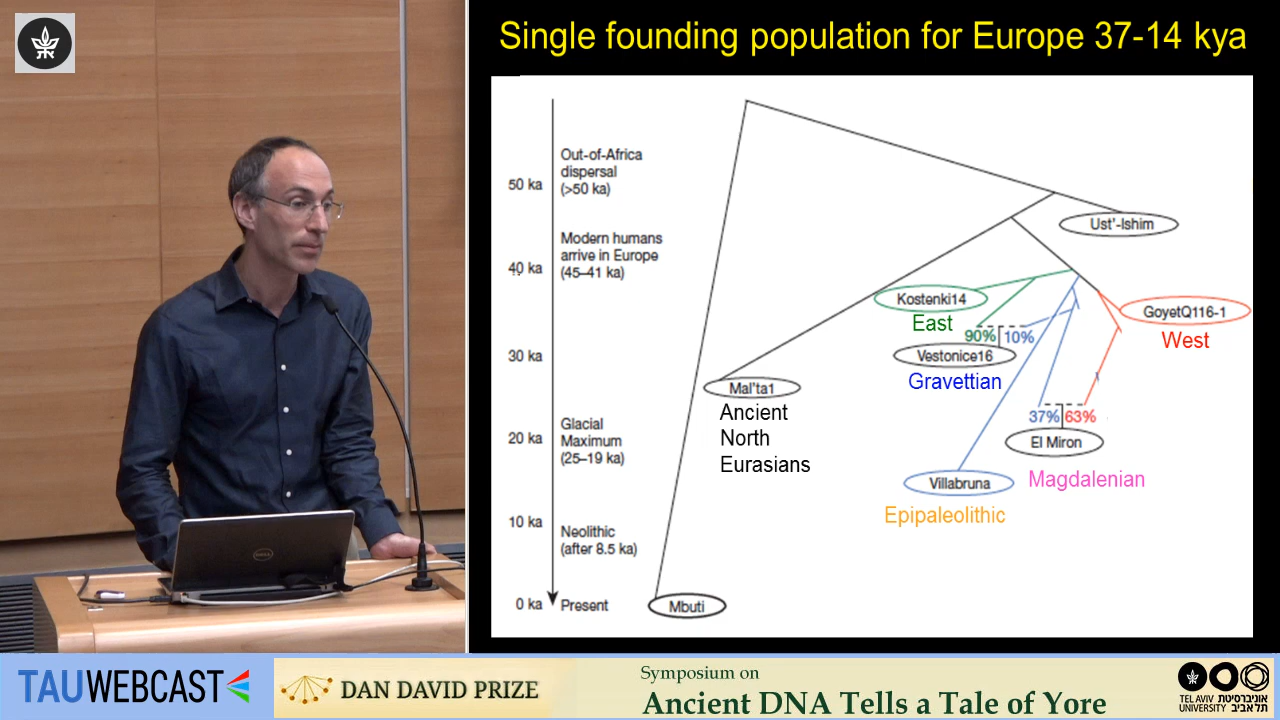 Single founding population for Europe 37-14 kya
Out-of-Africa
dispersal
(>50 ka)
50 ka
Ust'-Ishim
Modern humans
arrive in Europe
(45–41 ka)
40 ka
Kostenki14
East
GoyetQ116-1
West
90%
10%
30 ka
Vestonice16
Gravettian
Mal'ta1
Ancient
North
Eurasians
Glacial
Maximum
(25–19 ka)
20 ka
37%
63%
El Miron
Magdalenian
Villabruna
Epipaleolithic
10 ka
Neolithic
(after 8.5 ka)
0 ka
Present
Mbuti
DELL
TAUWEBCAST
DAN DAVID PRIZE
Symposium on
Ancient DNA Tells a Tale of Yore
TEL AVIV
UNIVERSITY
אוניברסיטת
תל אביב